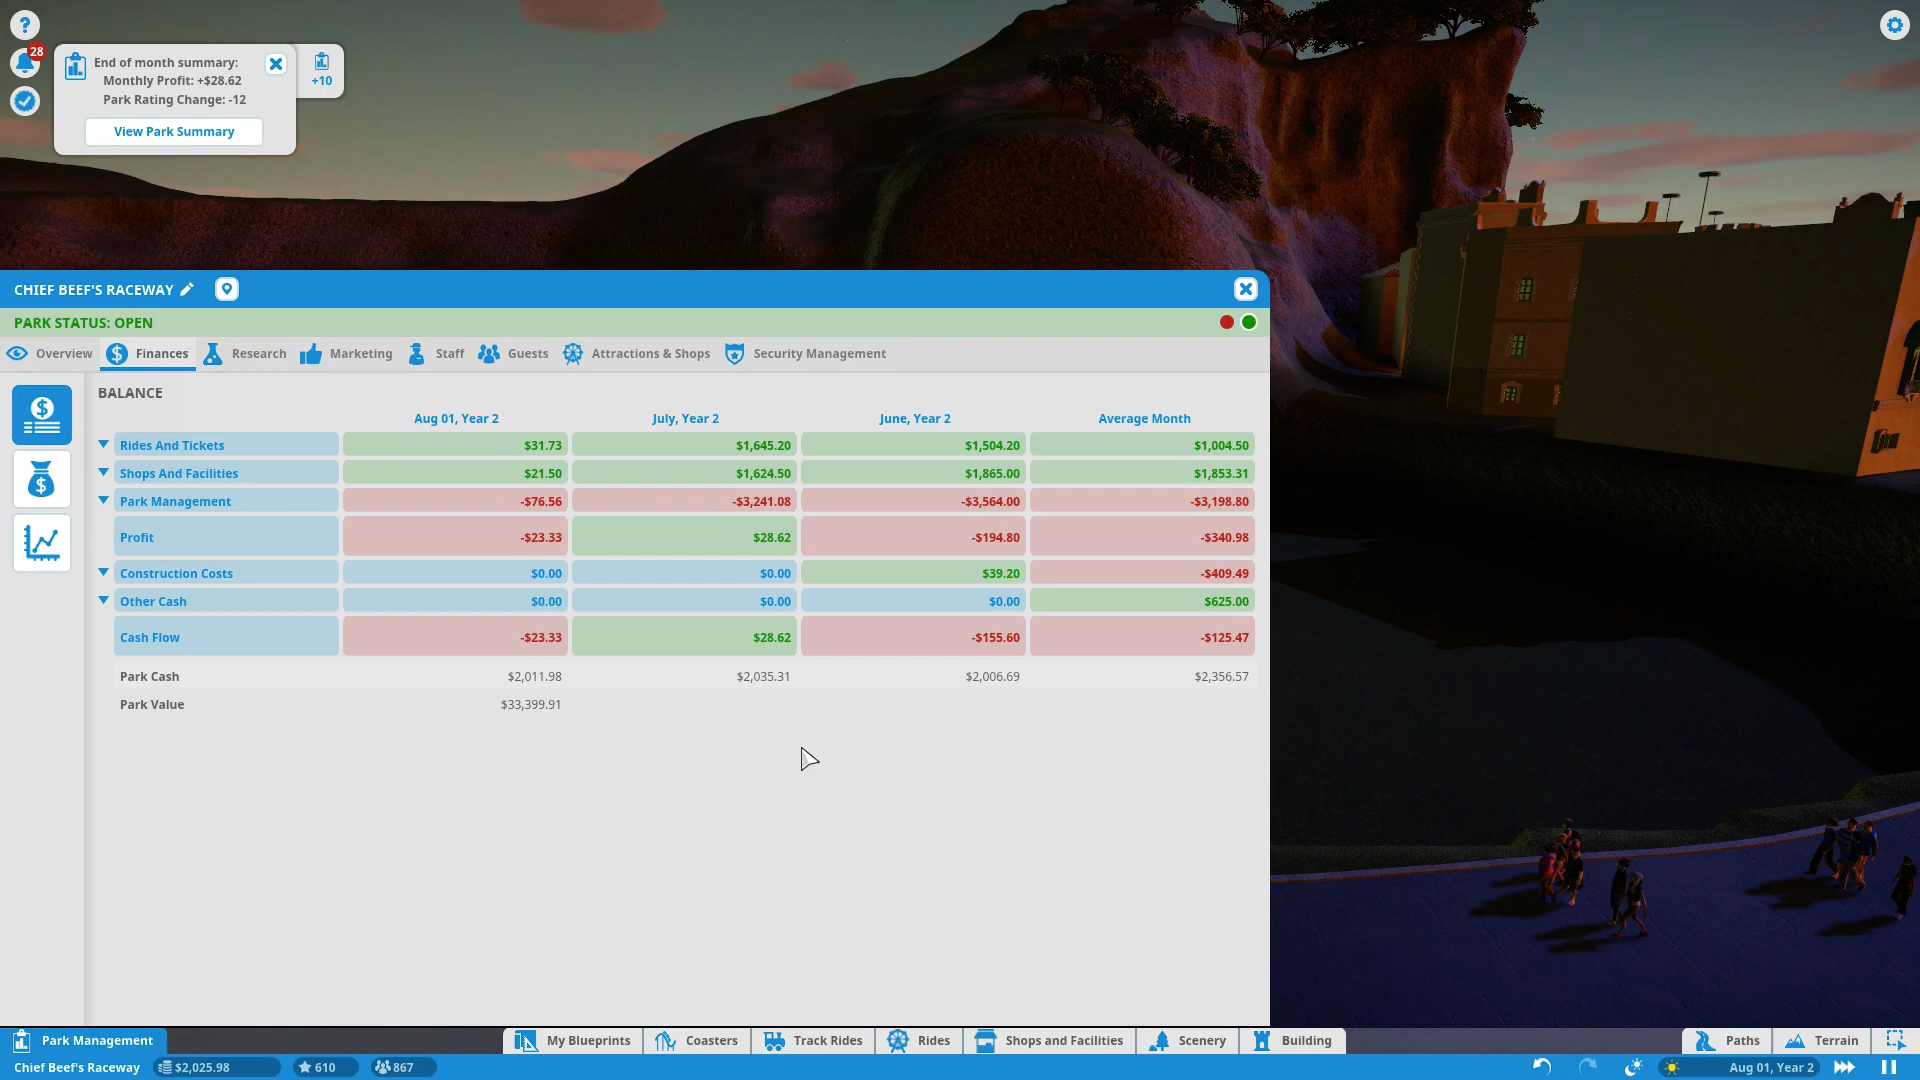 ?
28
End of month summary:
Monthly Profit: +$28.62
Park Rating Change: -12
+10
View Park Summary
CHIEF BEEF'S RACEWAY
PARK STATUS: OPEN
Overview Finances Research Marketing Staff Guests Attractions & Shops Security Management
BALANCE
Aug 01, Year 2 July, Year 2 June, Year 2 Average Month
Rides And Tickets $31.73 $1,645.20 $1,504.20 $1,004.50
Shops And Facilities $21.50 $1,624.50 $1,865.00 $1,853.31
Park Management -$76.56 -$3,241.08 -$3,564.00 -$3,198.80
Profit -$23.33 $28.62 -$194.80 -$340.98
Construction Costs $0.00 $0.00 $39.20 -$409.49
Other Cash $0.00 $0.00 $0.00 $625.00
Cash Flow -$23.33 $28.62 -$155.60 -$125.47
Park Cash $2,011.98 $2,035.31 $2,006.69 $2,356.57
Park Value $33,399.91
Park Management My Blueprints Coasters Track Rides Rides Shops and Facilities Scenery Building Paths Terrain
Chief Beef's Raceway $2,025.98 610 867 Aug 01, Year 2